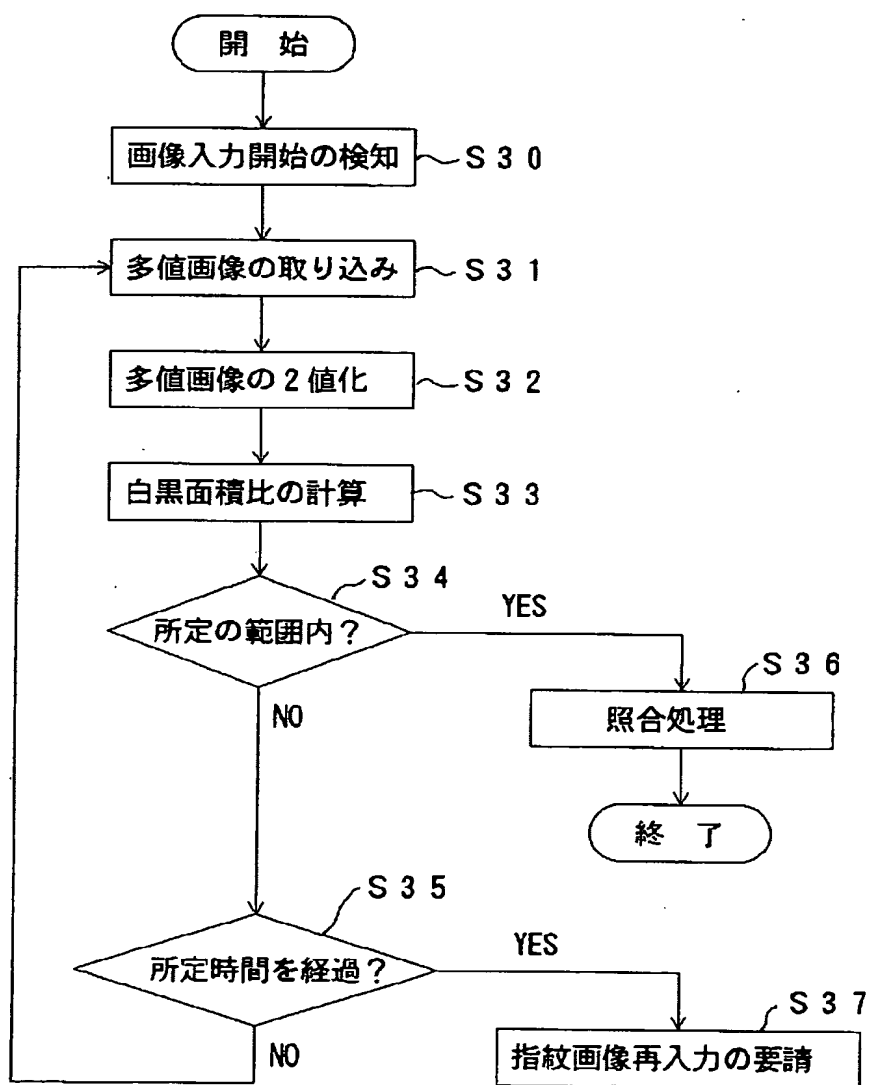 開 始
画像入力開始の検知 S30
多値画像の取り込み S31
多値画像の2値化 S32
白黒面積比の計算 S33
S34
所定の範囲内? YES
NO
S36
照合処理
終 了
S35
所定時間を経過? YES
NO
S37
指紋画像再入力の要請